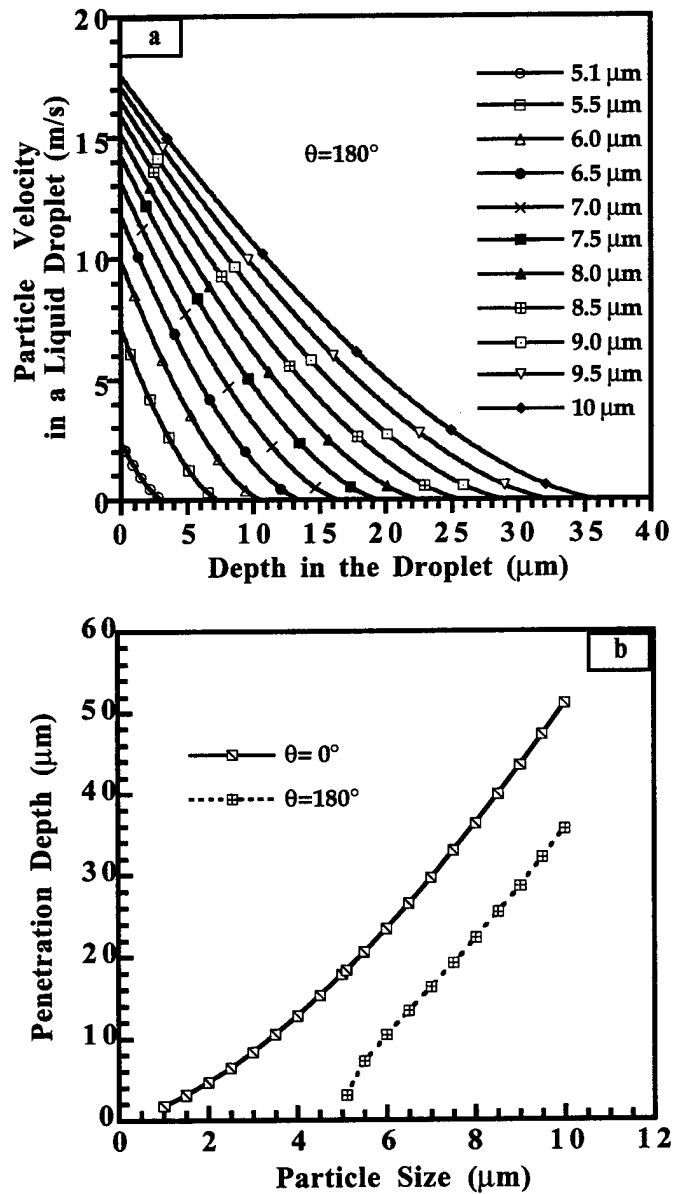 a
20
15
10
5
0
Particle Velocity
in a Liquid Droplet (m/s)
θ=180°
5.1 μm
5.5 μm
6.0 μm
6.5 μm
7.0 μm
7.5 μm
8.0 μm
8.5 μm
9.0 μm
9.5 μm
10 μm
0 5 10 15 20 25 30 35 40
Depth in the Droplet (μm)
b
60
50
40
30
20
10
0
Penetration Depth (μm)
θ= 0°
θ=180°
0 2 4 6 8 10 12
Particle Size (μm)